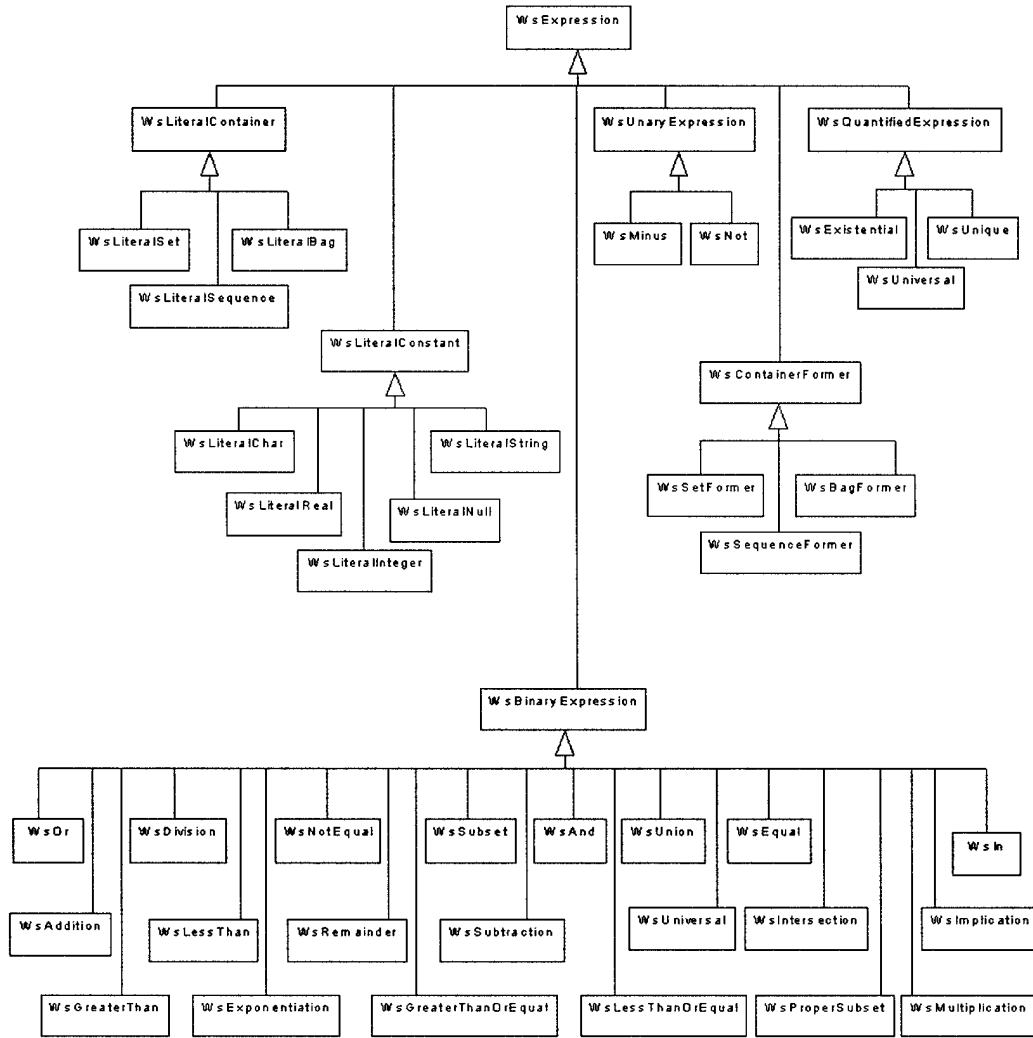 WsExpression
WsLiteralContainer
WsUnaryExpression
WsQuantifiedExpression
WsLiteralSet
WsLiteralBag
WsMinus
WsNot
WsExistential
WsUnique
WsLiteralSequence
WsUniversal
WsLiteralConstant
WsContainerFormer
WsLiteralChar
WsLiteralString
WsSetFormer
WsBagFormer
WsLiteralReal
WsLiteralNull
WsSequenceFormer
WsLiteralInteger
WsBinaryExpression
WsOr
WsDivision
WsNotEqual
WsSubset
WsAnd
WsUnion
WsEqual
WsIn
WsAddition
WsLessThan
WsRemainder
WsSubtraction
WsUniversal
WsIntersection
WsImplication
WsGreaterThan
WsExponentiation
WsGreaterThanOrEqual
WsLessThanOrEqual
WsProperSubset
WsMultiplication